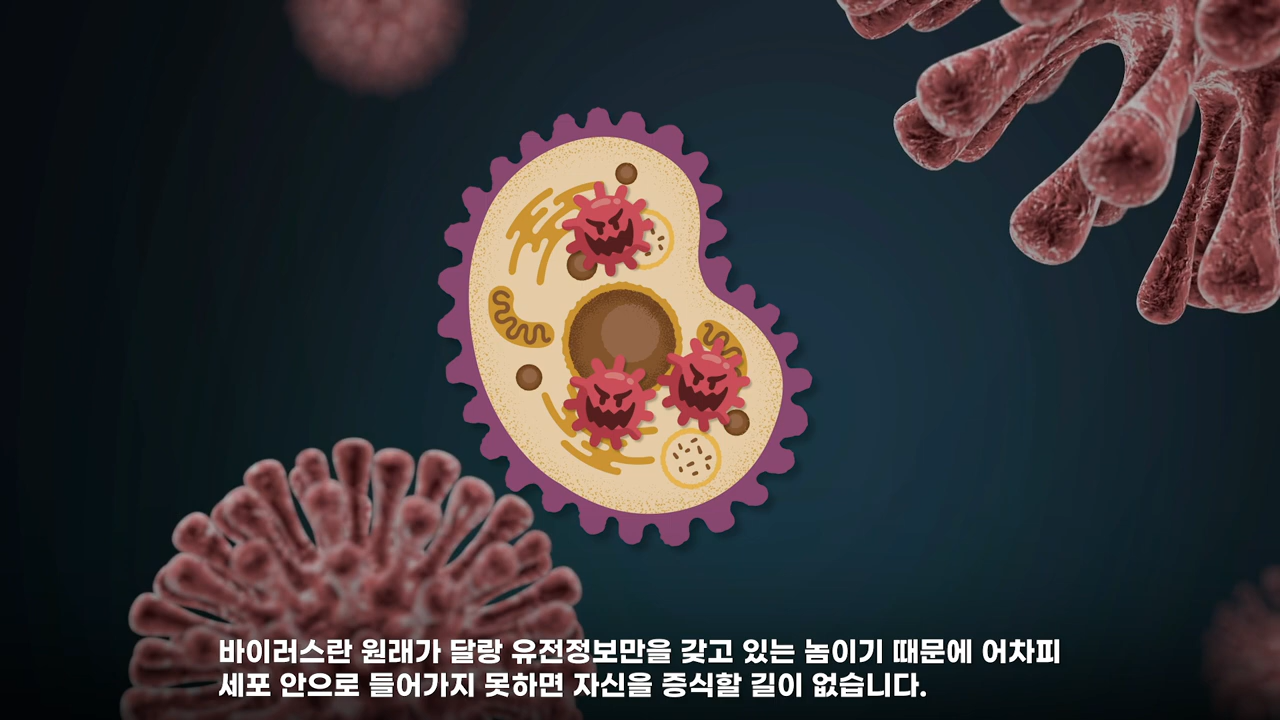 바이러스란 원래가 달랑 유전정보만을 갖고 있는 놈이기 때문에 어차피
세포 안으로 들어가지 못하면 자신을 증식할 길이 없습니다.